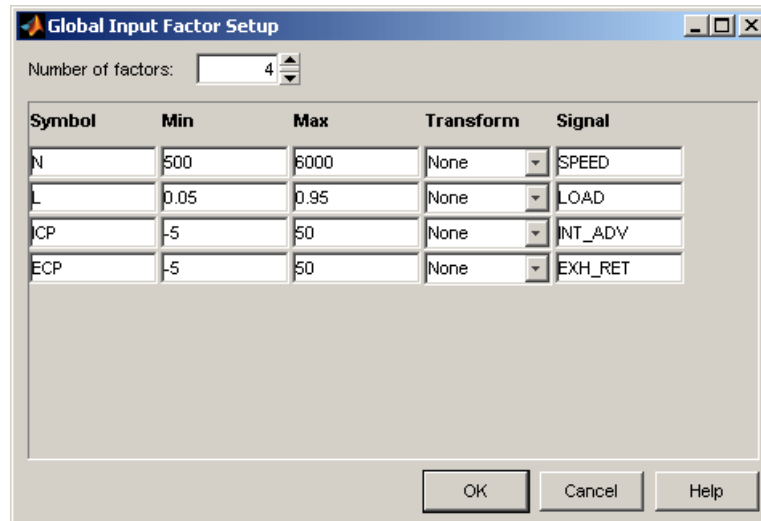 Global Input Factor Setup
Number of factors: 4
Symbol Min Max Transform Signal
N 500 6000 None SPEED
L 0.05 0.95 None LOAD
ICP -5 50 None INT_ADV
ECP -5 50 None EXH_RET
OK Cancel Help